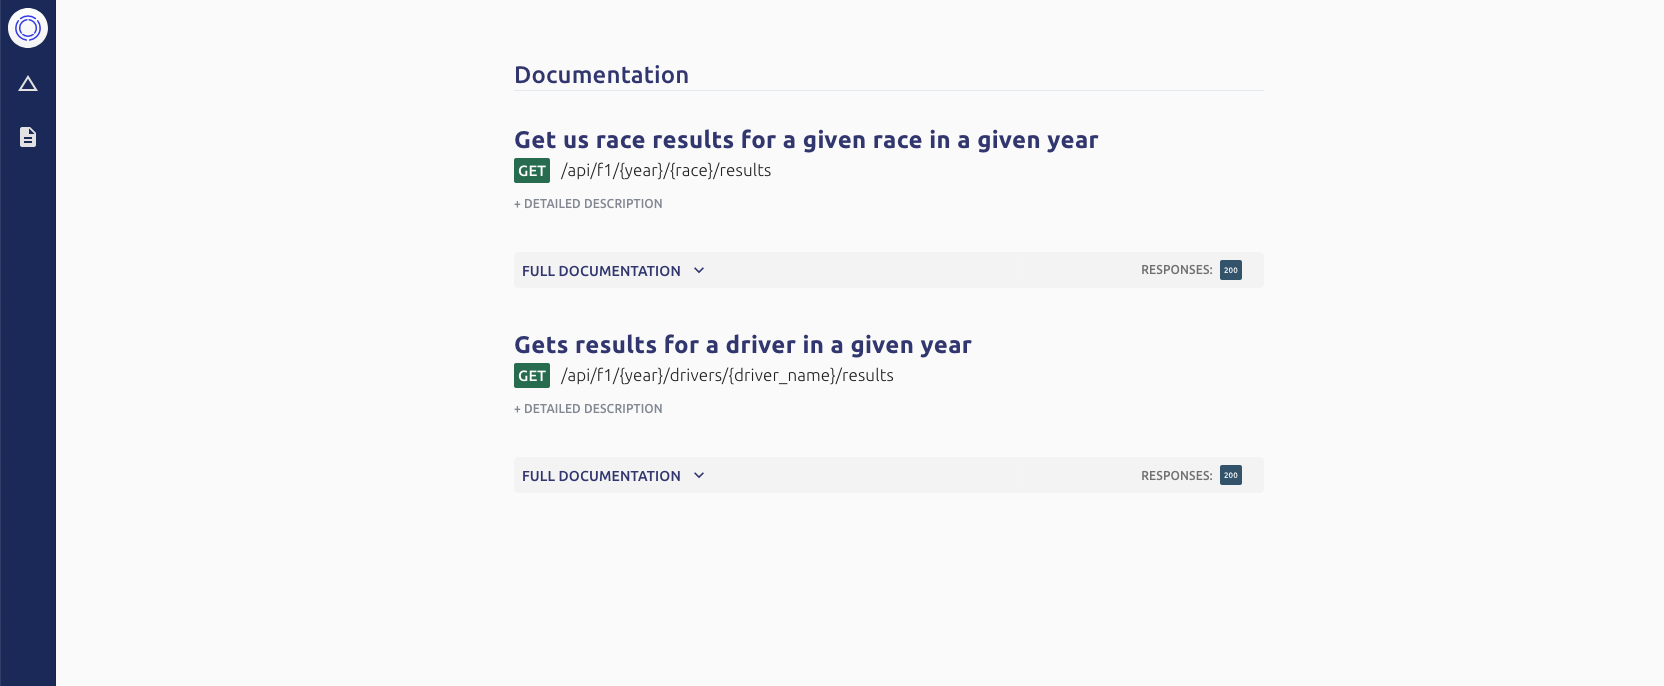 Documentation
Get us race results for a given race in a given year
GET /api/f1/{year}/{race}/results
+ DETAILED DESCRIPTION
FULL DOCUMENTATION RESPONSES: 200
Gets results for a driver in a given year
GET /api/f1/{year}/drivers/{driver_name}/results
+ DETAILED DESCRIPTION
FULL DOCUMENTATION RESPONSES: 200